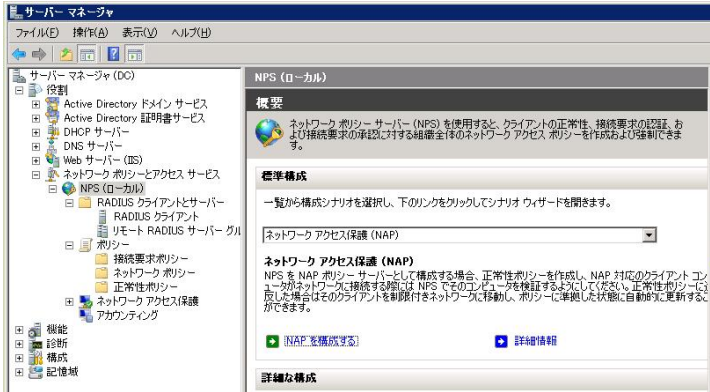 サーバー マネージャ
ファイル(F) 操作(A) 表示(V) ヘルプ(H)
サーバー マネージャ (DC)
役割
Active Directory ドメイン サービス
Active Directory 証明書サービス
DHCP サーバー
DNS サーバー
Web サーバー (IIS)
ネットワーク ポリシーとアクセス サービス
NPS (ローカル)
RADIUS クライアントとサーバー
RADIUS クライアント
リモート RADIUS サーバー グル
ポリシー
接続要求ポリシー
ネットワーク ポリシー
正常性ポリシー
ネットワーク アクセス保護
アカウンティング
機能
診断
構成
記憶域
NPS (ローカル)
概要
ネットワーク ポリシー サーバー (NPS) を使用すると、クライアントの正常性、接続要求の認証、お
よび接続要求の承認に対する組織全体のネットワーク アクセス ポリシーを作成および強制できま
す。
標準構成
一覧から構成シナリオを選択し、下のリンクをクリックしてシナリオ ウィザードを開きます。
ネットワーク アクセス保護 (NAP)
ネットワーク アクセス保護 (NAP)
NPS を NAP ポリシー サーバーとして構成する場合、正常性ポリシーを作成し、NAP 対応のクライアント コン
ュータがネットワークに接続する際には NPS でそのコンピュータを検証するようにしてください。正常性ポリシーに
反した場合はそのクライアントを制限付きネットワークに移動し、ポリシーに準拠した状態に自動的に更新するこ
ができます。
NAP を構成する
詳細情報
詳細な構成